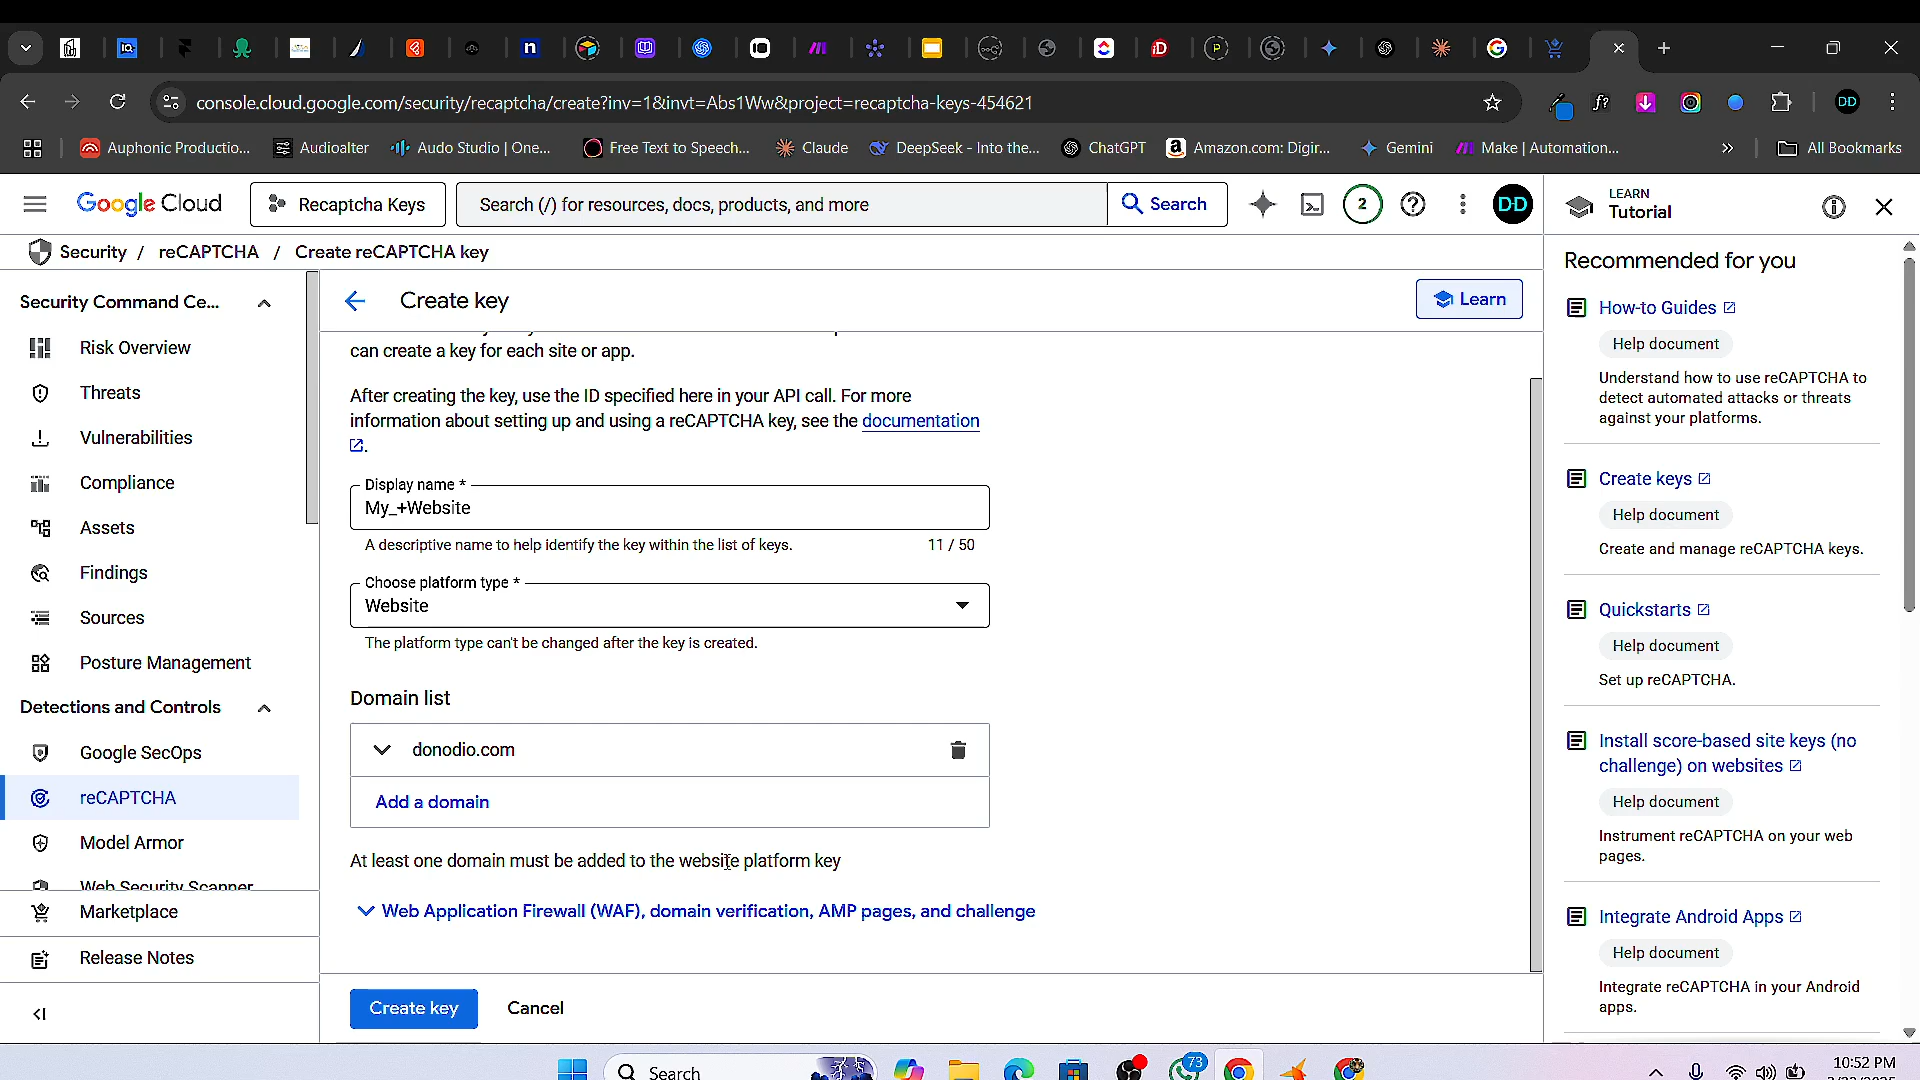 console.cloud.google.com/security/recaptcha/create?inv=1&invt=Abs1Ww&project=recaptcha-keys-454621
DD
Auphonic Productio...
Audioalter
Audo Studio | One...
Free Text to Speech...
Claude
DeepSeek - Into the...
ChatGPT
Amazon.com: Digir...
Gemini
Make | Automation...
All Bookmarks
Google Cloud
Recaptcha Keys
Search (/) for resources, docs, products, and more
Search
2
DD
LEARN
Tutorial
Security / reCAPTCHA / Create reCAPTCHA key
Security Command Ce...
Risk Overview
Threats
Vulnerabilities
Compliance
Assets
Findings
Sources
Posture Management
Detections and Controls
Google SecOps
reCAPTCHA
Model Armor
Web Security Scanner
Marketplace
Release Notes
Create key
Learn
can create a key for each site or app.
After creating the key, use the ID specified here in your API call. For more
information about setting up and using a reCAPTCHA key, see the documentation
.
Display name *
My_+Website
A descriptive name to help identify the key within the list of keys.
11 / 50
Choose platform type *
Website
The platform type can't be changed after the key is created.
Domain list
donodio.com
Add a domain
At least one domain must be added to the website platform key
Web Application Firewall (WAF), domain verification, AMP pages, and challenge
Create key
Cancel
Recommended for you
How-to Guides
Help document
Understand how to use reCAPTCHA to
detect automated attacks or threats
against your platforms.
Create keys
Help document
Create and manage reCAPTCHA keys.
Quickstarts
Help document
Set up reCAPTCHA.
Install score-based site keys (no
challenge) on websites
Help document
Instrument reCAPTCHA on your web
pages.
Integrate Android Apps
Help document
Integrate reCAPTCHA in your Android
apps.
Search
73
10:52 PM